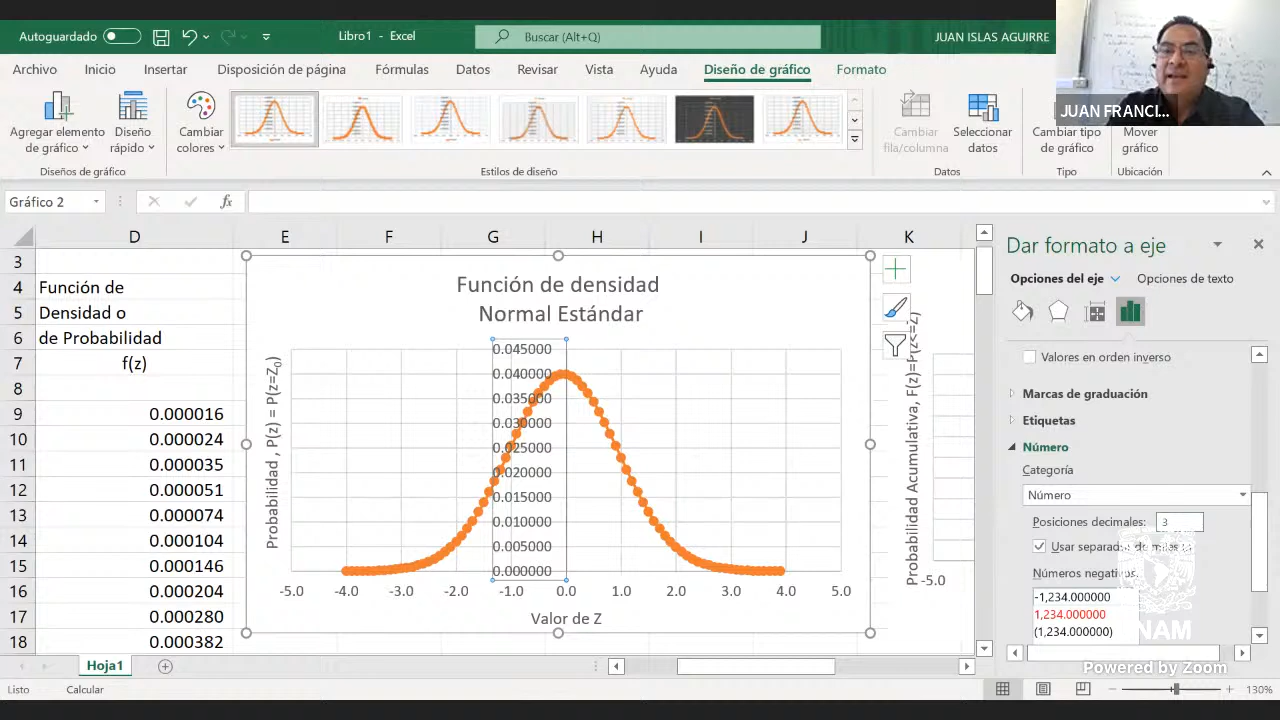 Autoguardado
Libro1 - Excel
Buscar (Alt+Q)
JUAN ISLAS AGUIRRE
JUAN FRANCI...
Archivo Inicio Insertar Disposición de página Fórmulas Datos Revisar Vista Ayuda Diseño de gráfico Formato
Agregar elemento de gráfico
Diseño rápido
Cambiar colores
Cambiar fila/columna
Seleccionar datos
Cambiar tipo de gráfico
Mover gráfico
Diseños de gráfico
Estilos de diseño
Datos
Tipo
Ubicación
Gráfico 2
fx
D E F G H I J K
3
4 Función de
5 Densidad o
6 de Probabilidad
7 f(z)
8
9 0.000016
10 0.000024
11 0.000035
12 0.000051
13 0.000074
14 0.000104
15 0.000146
16 0.000204
17 0.000280
18 0.000382
Función de densidad
Normal Estándar
Probabilidad , P(z) = P(z=Z0)
0.045000
0.040000
0.035000
0.030000
0.025000
0.020000
0.015000
0.010000
0.005000
0.000000
-5.0 -4.0 -3.0 -2.0 -1.0 0.0 1.0 2.0 3.0 4.0 5.0
Valor de Z
Probabilidad Acumulativa, F(z)=P(z<=Z)
-5.0
Dar formato a eje
Opciones del eje Opciones de texto
Valores en orden inverso
Marcas de graduación
Etiquetas
Número
Categoría
Número
Posiciones decimales: 3
Usar separador de miles
Números negativos:
-1,234.000000
1,234.000000
(1,234.000000)
UNAM
Powered by Zoom
Hoja1
Listo Calcular
130%